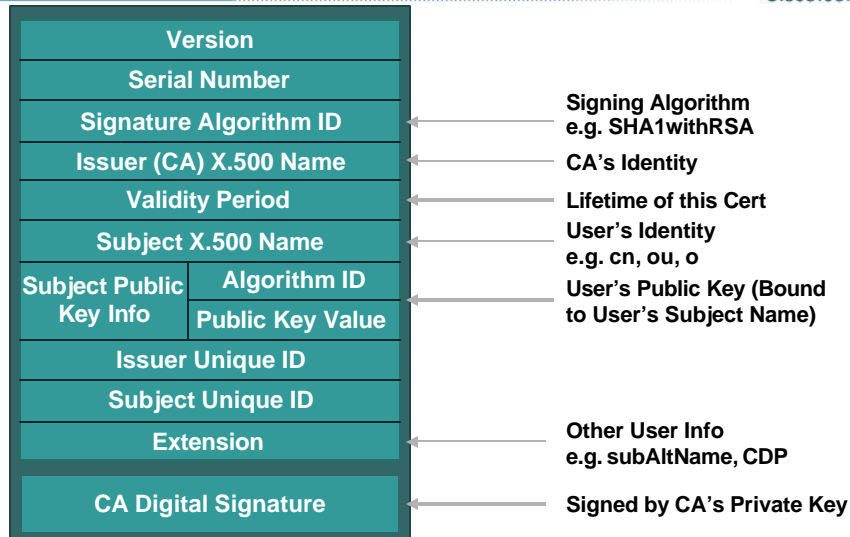 Version
Serial Number
Signature Algorithm ID
Signing Algorithm
e.g. SHA1withRSA
Issuer (CA) X.500 Name
CA's Identity
Validity Period
Lifetime of this Cert
Subject X.500 Name
User's Identity
e.g. cn, ou, o
Subject Public
Key Info
Algorithm ID
Public Key Value
User's Public Key (Bound
to User's Subject Name)
Issuer Unique ID
Subject Unique ID
Extension
Other User Info
e.g. subAltName, CDP
CA Digital Signature
Signed by CA's Private Key